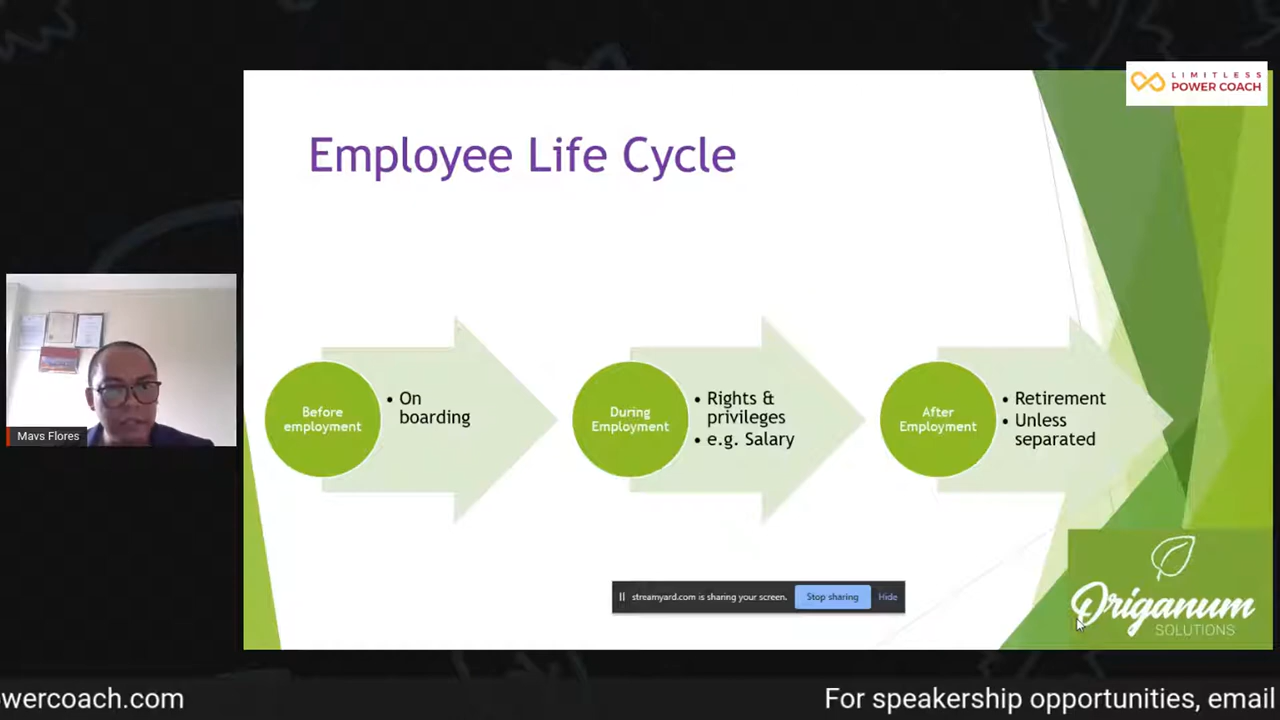 LIMITLESS
POWER COACH
Employee Life Cycle
Before
employment
• On
boarding
During
Employment
• Rights &
privileges
• e.g. Salary
After
Employment
• Retirement
• Unless
separated
Mavs Flores
streamyard.com is sharing your screen.
Stop sharing
Hide
Origanum
SOLUTIONS
owercoach.com
For speakership opportunities, email